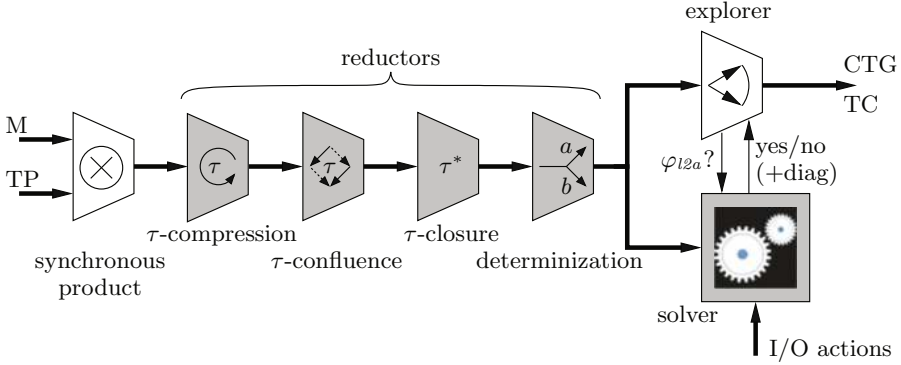 explorer
reductors
CTG
TC
M
TP
τ
τ
τ*
a
b
φl2a?
yes/no
(+diag)
τ-compression
τ-closure
synchronous
product
τ-confluence
determinization
solver
I/O actions